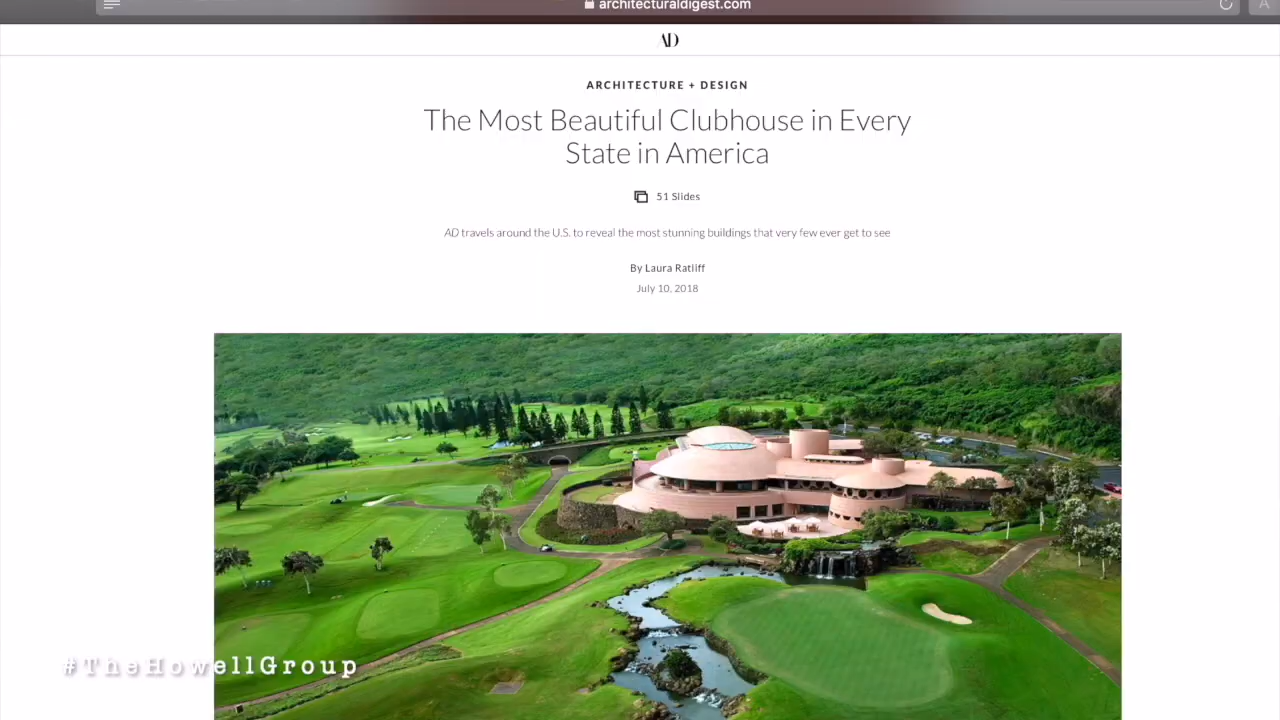 architecturaldigest.com
A
AD
ARCHITECTURE + DESIGN
The Most Beautiful Clubhouse in Every
State in America
51 Slides
AD travels around the U.S. to reveal the most stunning buildings that very few ever get to see
By Laura Ratliff
July 10, 2018
#TheHowellGroup